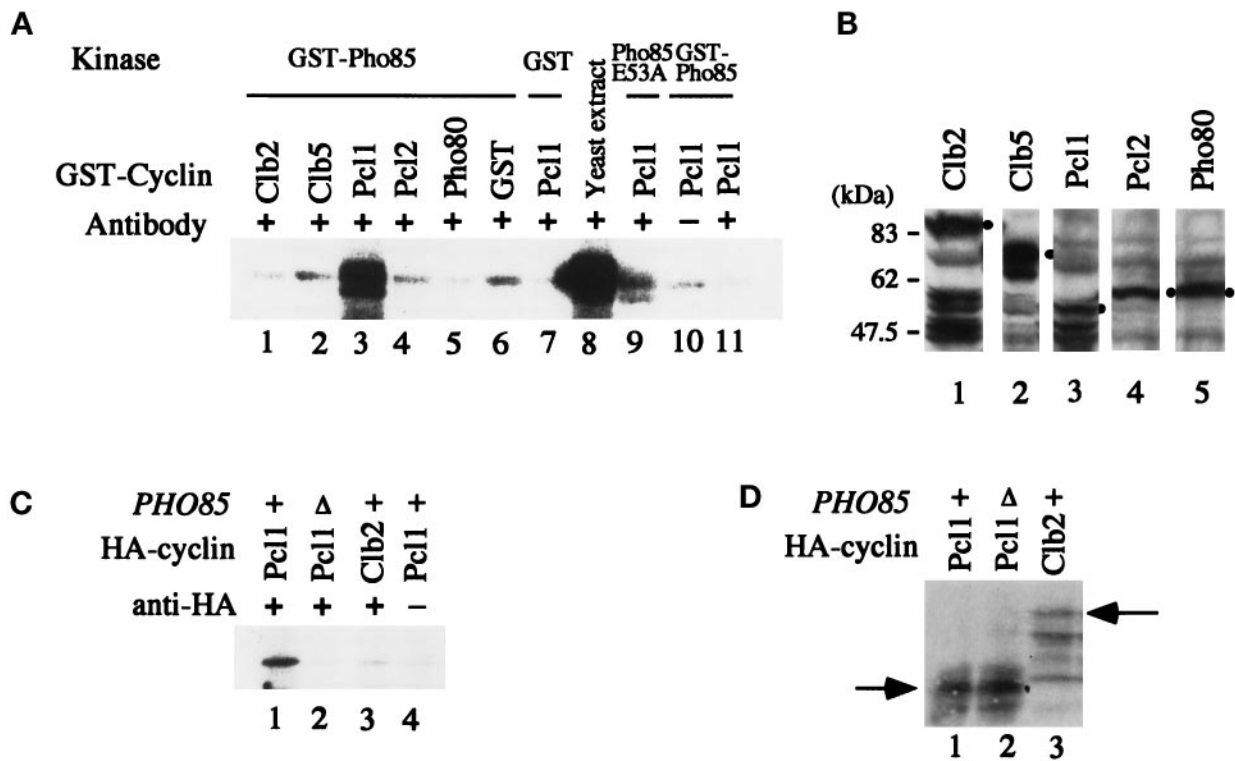 A
Kinase
GST-Pho85
GST
Yeast extract
Pho85
E53A
GST-
Pho85
GST-Cyclin
Clb2 Clb5 Pcl1 Pcl2 Pho80 GST Pcl1 Pcl1 Pcl1 Pcl1
Antibody + + + + + + + + + − +
1 2 3 4 5 6 7 8 9 10 11
B
Clb2 Clb5 Pcl1 Pcl2 Pho80
(kDa)
83 -
62 -
47.5 -
1 2 3 4 5
C
PHO85 + Δ + +
HA-cyclin Pcl1 Pcl1 Clb2 Pcl1
anti-HA + + + −
1 2 3 4
D
PHO85 + Δ +
HA-cyclin Pcl1 Pcl1 Clb2
1 2 3